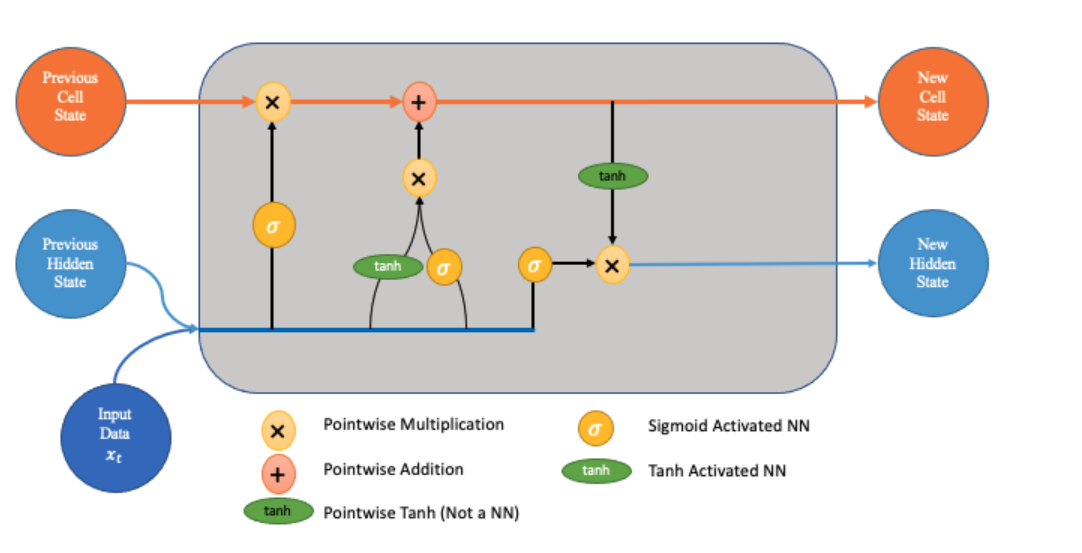 Previous
Cell
State
×
+
New
Cell
State
×
tanh
σ
Previous
Hidden
State
tanh
σ
σ
×
New
Hidden
State
Input
Data
xₜ
×
Pointwise Multiplication
σ
Sigmoid Activated NN
+
Pointwise Addition
tanh
Tanh Activated NN
tanh
Pointwise Tanh (Not a NN)